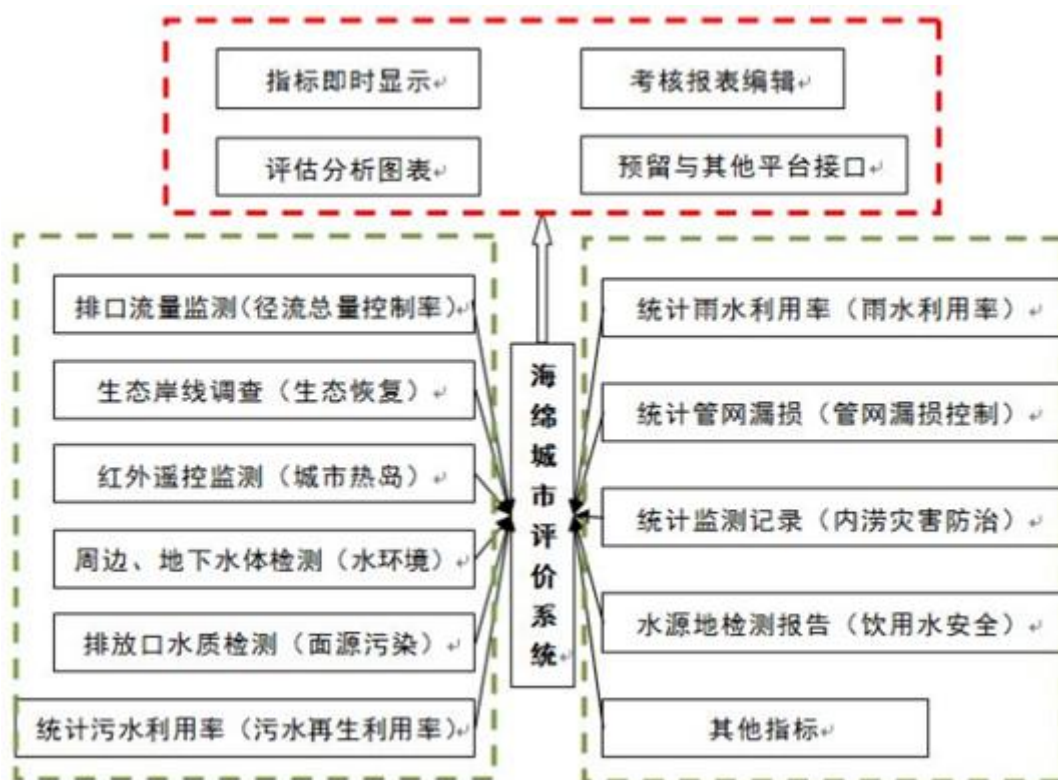 指标即时显示
考核报表编辑
评估分析图表
预留与其他平台接口
排口流量监测(径流总量控制率)
生态岸线调查（生态恢复）
红外遥控监测（城市热岛）
周边、地下水体检测（水环境）
排放口水质检测（面源污染）
统计污水利用率（污水再生利用率）
海绵城市评价系统
统计雨水利用率（雨水利用率）
统计管网漏损（管网漏损控制）
统计监测记录（内涝灾害防治）
水源地检测报告（饮用水安全）
其他指标